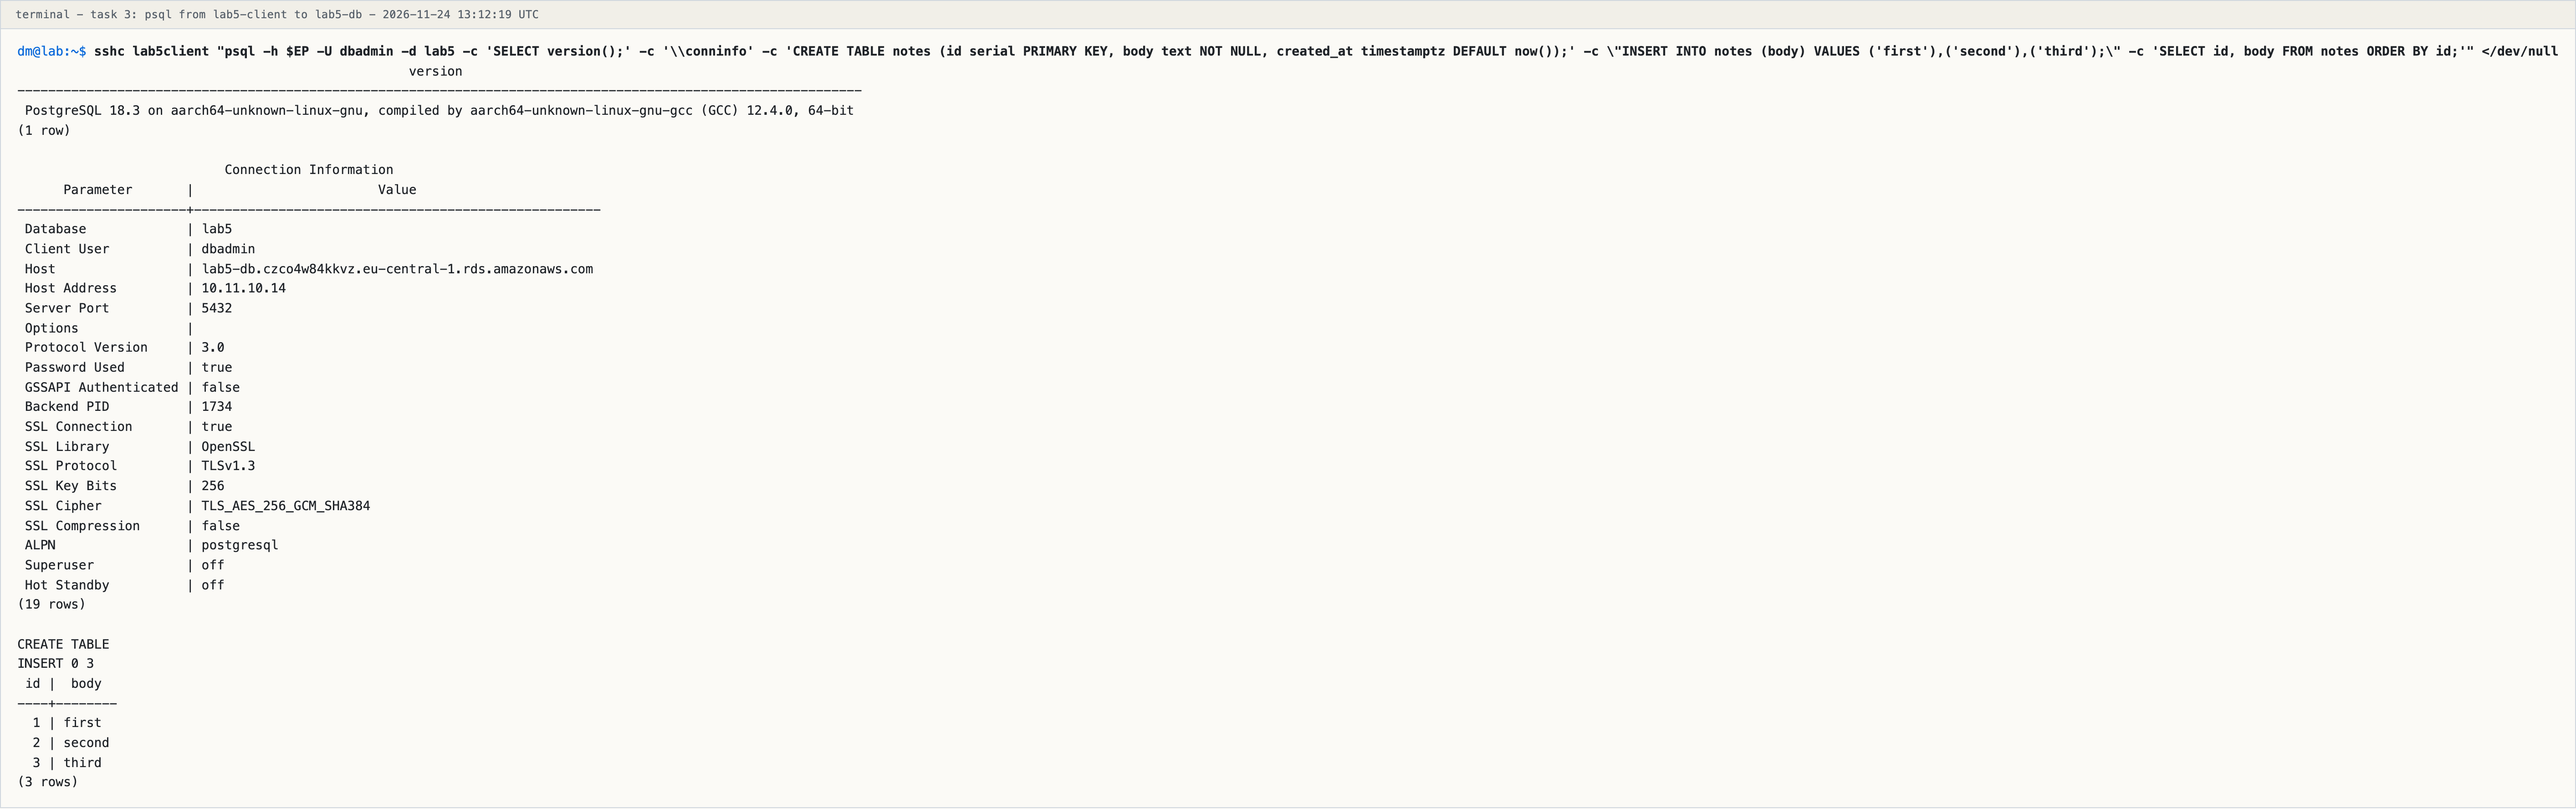 terminal - task 3: psql from lab5-client to lab5-db - 2026-11-24 13:12:19 UTC
dm@lab:~$ sshc lab5client "psql -h $EP -U dbadmin -d lab5 -c 'SELECT version();' -c '\\conninfo' -c 'CREATE TABLE notes (id serial PRIMARY KEY, body text NOT NULL, created_at timestamptz DEFAULT now());' -c \"INSERT INTO notes (body) VALUES ('first'),('second'),('third');\" -c 'SELECT id, body FROM notes ORDER BY id;'" </dev/null
version
--------------------------------------------------------------------------------------------------------------
PostgreSQL 18.3 on aarch64-unknown-linux-gnu, compiled by aarch64-unknown-linux-gnu-gcc (GCC) 12.4.0, 64-bit
(1 row)
Connection Information
Parameter | Value
----------------------+-----------------------------------------------------
Database | lab5
Client User | dbadmin
Host | lab5-db.czco4w84kkvz.eu-central-1.rds.amazonaws.com
Host Address | 10.11.10.14
Server Port | 5432
Options |
Protocol Version | 3.0
Password Used | true
GSSAPI Authenticated | false
Backend PID | 1734
SSL Connection | true
SSL Library | OpenSSL
SSL Protocol | TLSv1.3
SSL Key Bits | 256
SSL Cipher | TLS_AES_256_GCM_SHA384
SSL Compression | false
ALPN | postgresql
Superuser | off
Hot Standby | off
(19 rows)
CREATE TABLE
INSERT 0 3
id | body
----+--------
1 | first
2 | second
3 | third
(3 rows)